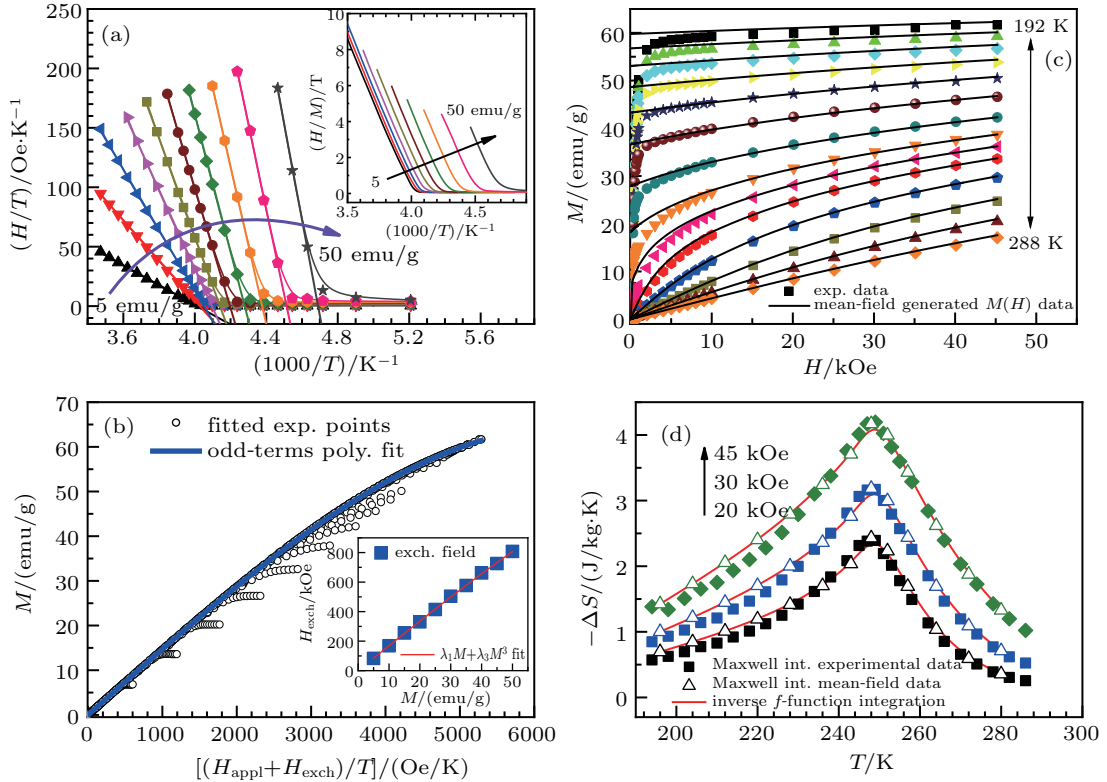 (a)
(H/T)/Oe·K⁻¹
250
200
150
100
50
0
3.6
4.0
4.4
4.8
5.2
5.6
(1000/T)/K⁻¹
5 emu/g
50 emu/g
(H/M)/T
10
8
6
4
2
0
3.5
4.0
4.5
(1000/T)/K⁻¹
5
50 emu/g
(c)
M/(emu/g)
60
50
40
30
20
10
0
0
10
20
30
40
50
H/kOe
192 K
288 K
exp. data
mean-field generated M(H) data
(b)
M/(emu/g)
70
60
50
40
30
20
10
0
0
1000
2000
3000
4000
5000
6000
[(Happl+Hexch)/T]/(Oe/K)
fitted exp. points
odd-terms poly. fit
Hexch/kOe
800
600
400
200
0
0
10
20
30
40
50
M/(emu/g)
exch. field
λ₁M+λ₃M³ fit
(d)
−ΔS/(J/kg·K)
4
3
2
1
0
200
220
240
260
280
300
T/K
45 kOe
30 kOe
20 kOe
Maxwell int. experimental data
Maxwell int. mean-field data
inverse f-function integration